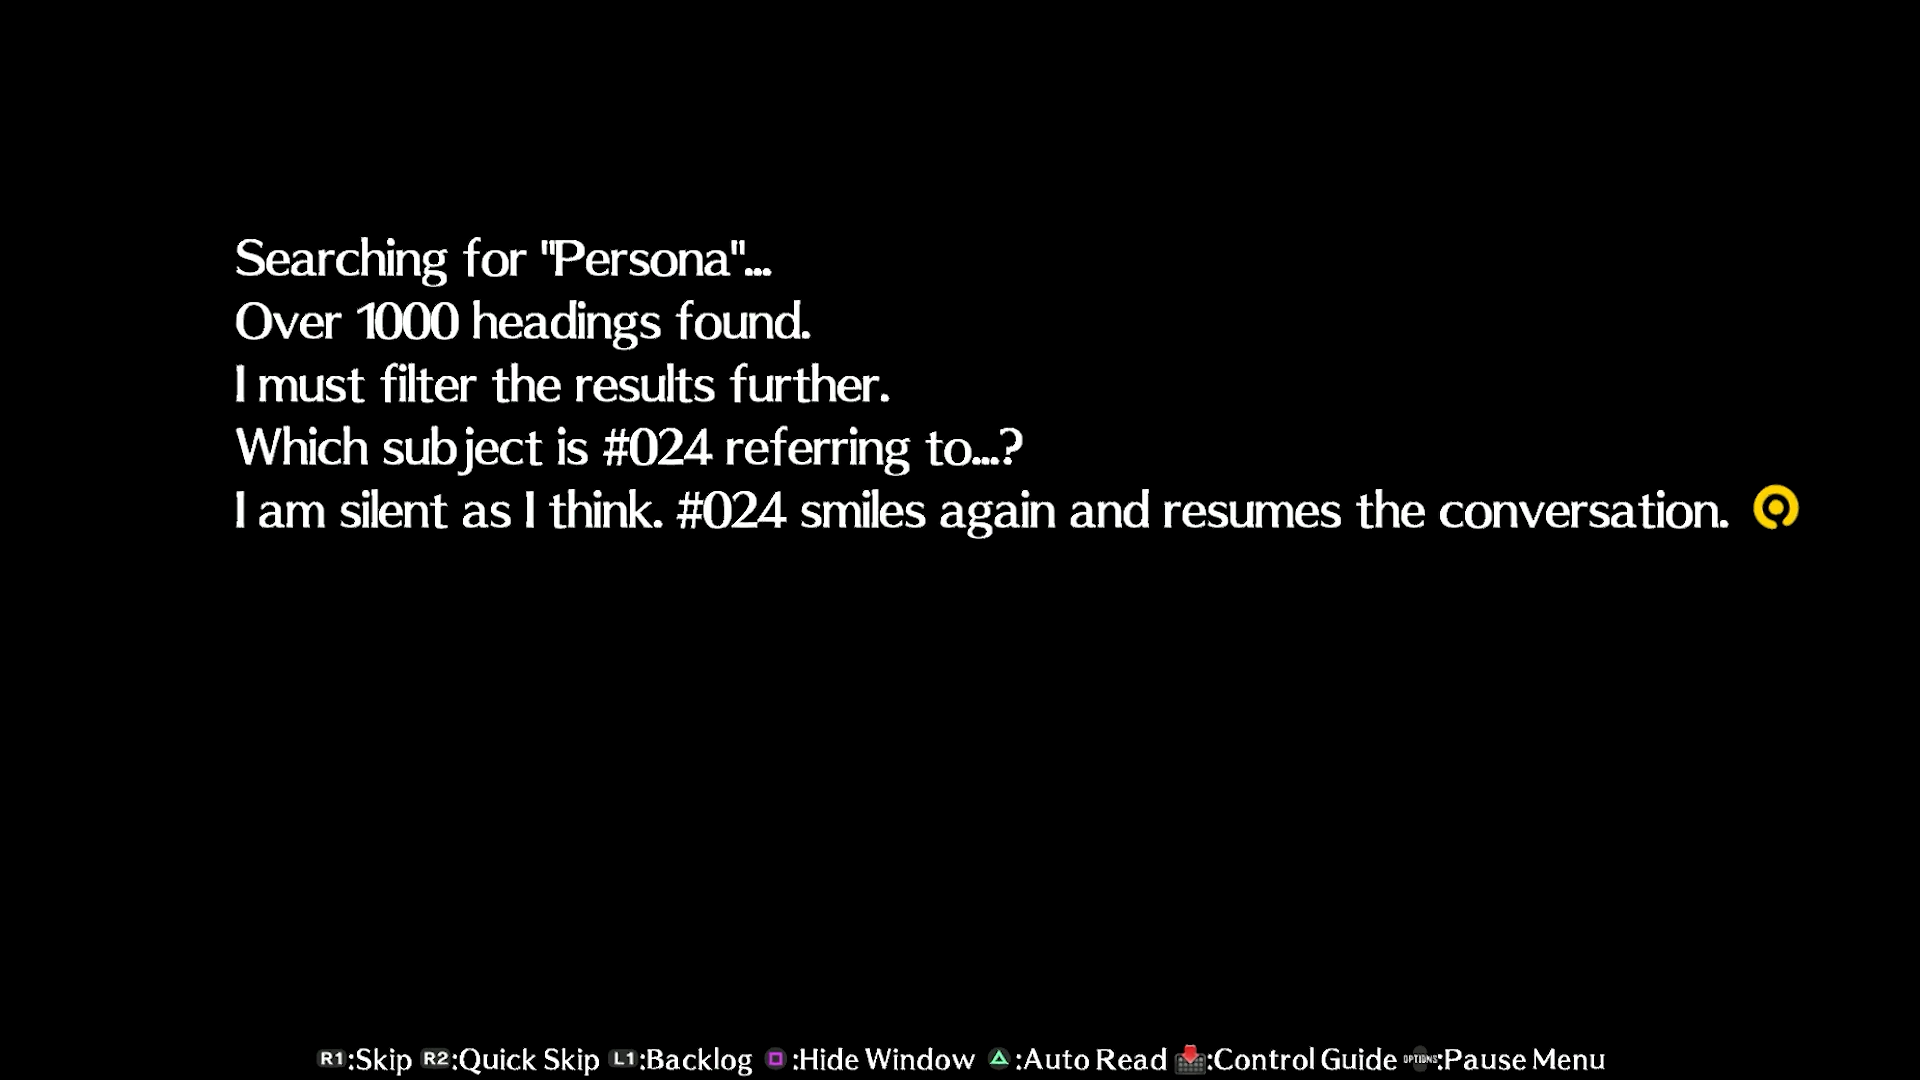 Searching for "Persona"...
Over 1000 headings found.
I must filter the results further.
Which subject is #024 referring to...?
I am silent as I think. #024 smiles again and resumes the conversation.
R1:Skip R2:Quick Skip L1:Backlog :Hide Window :Auto Read :Control Guide OPTIONS:Pause Menu